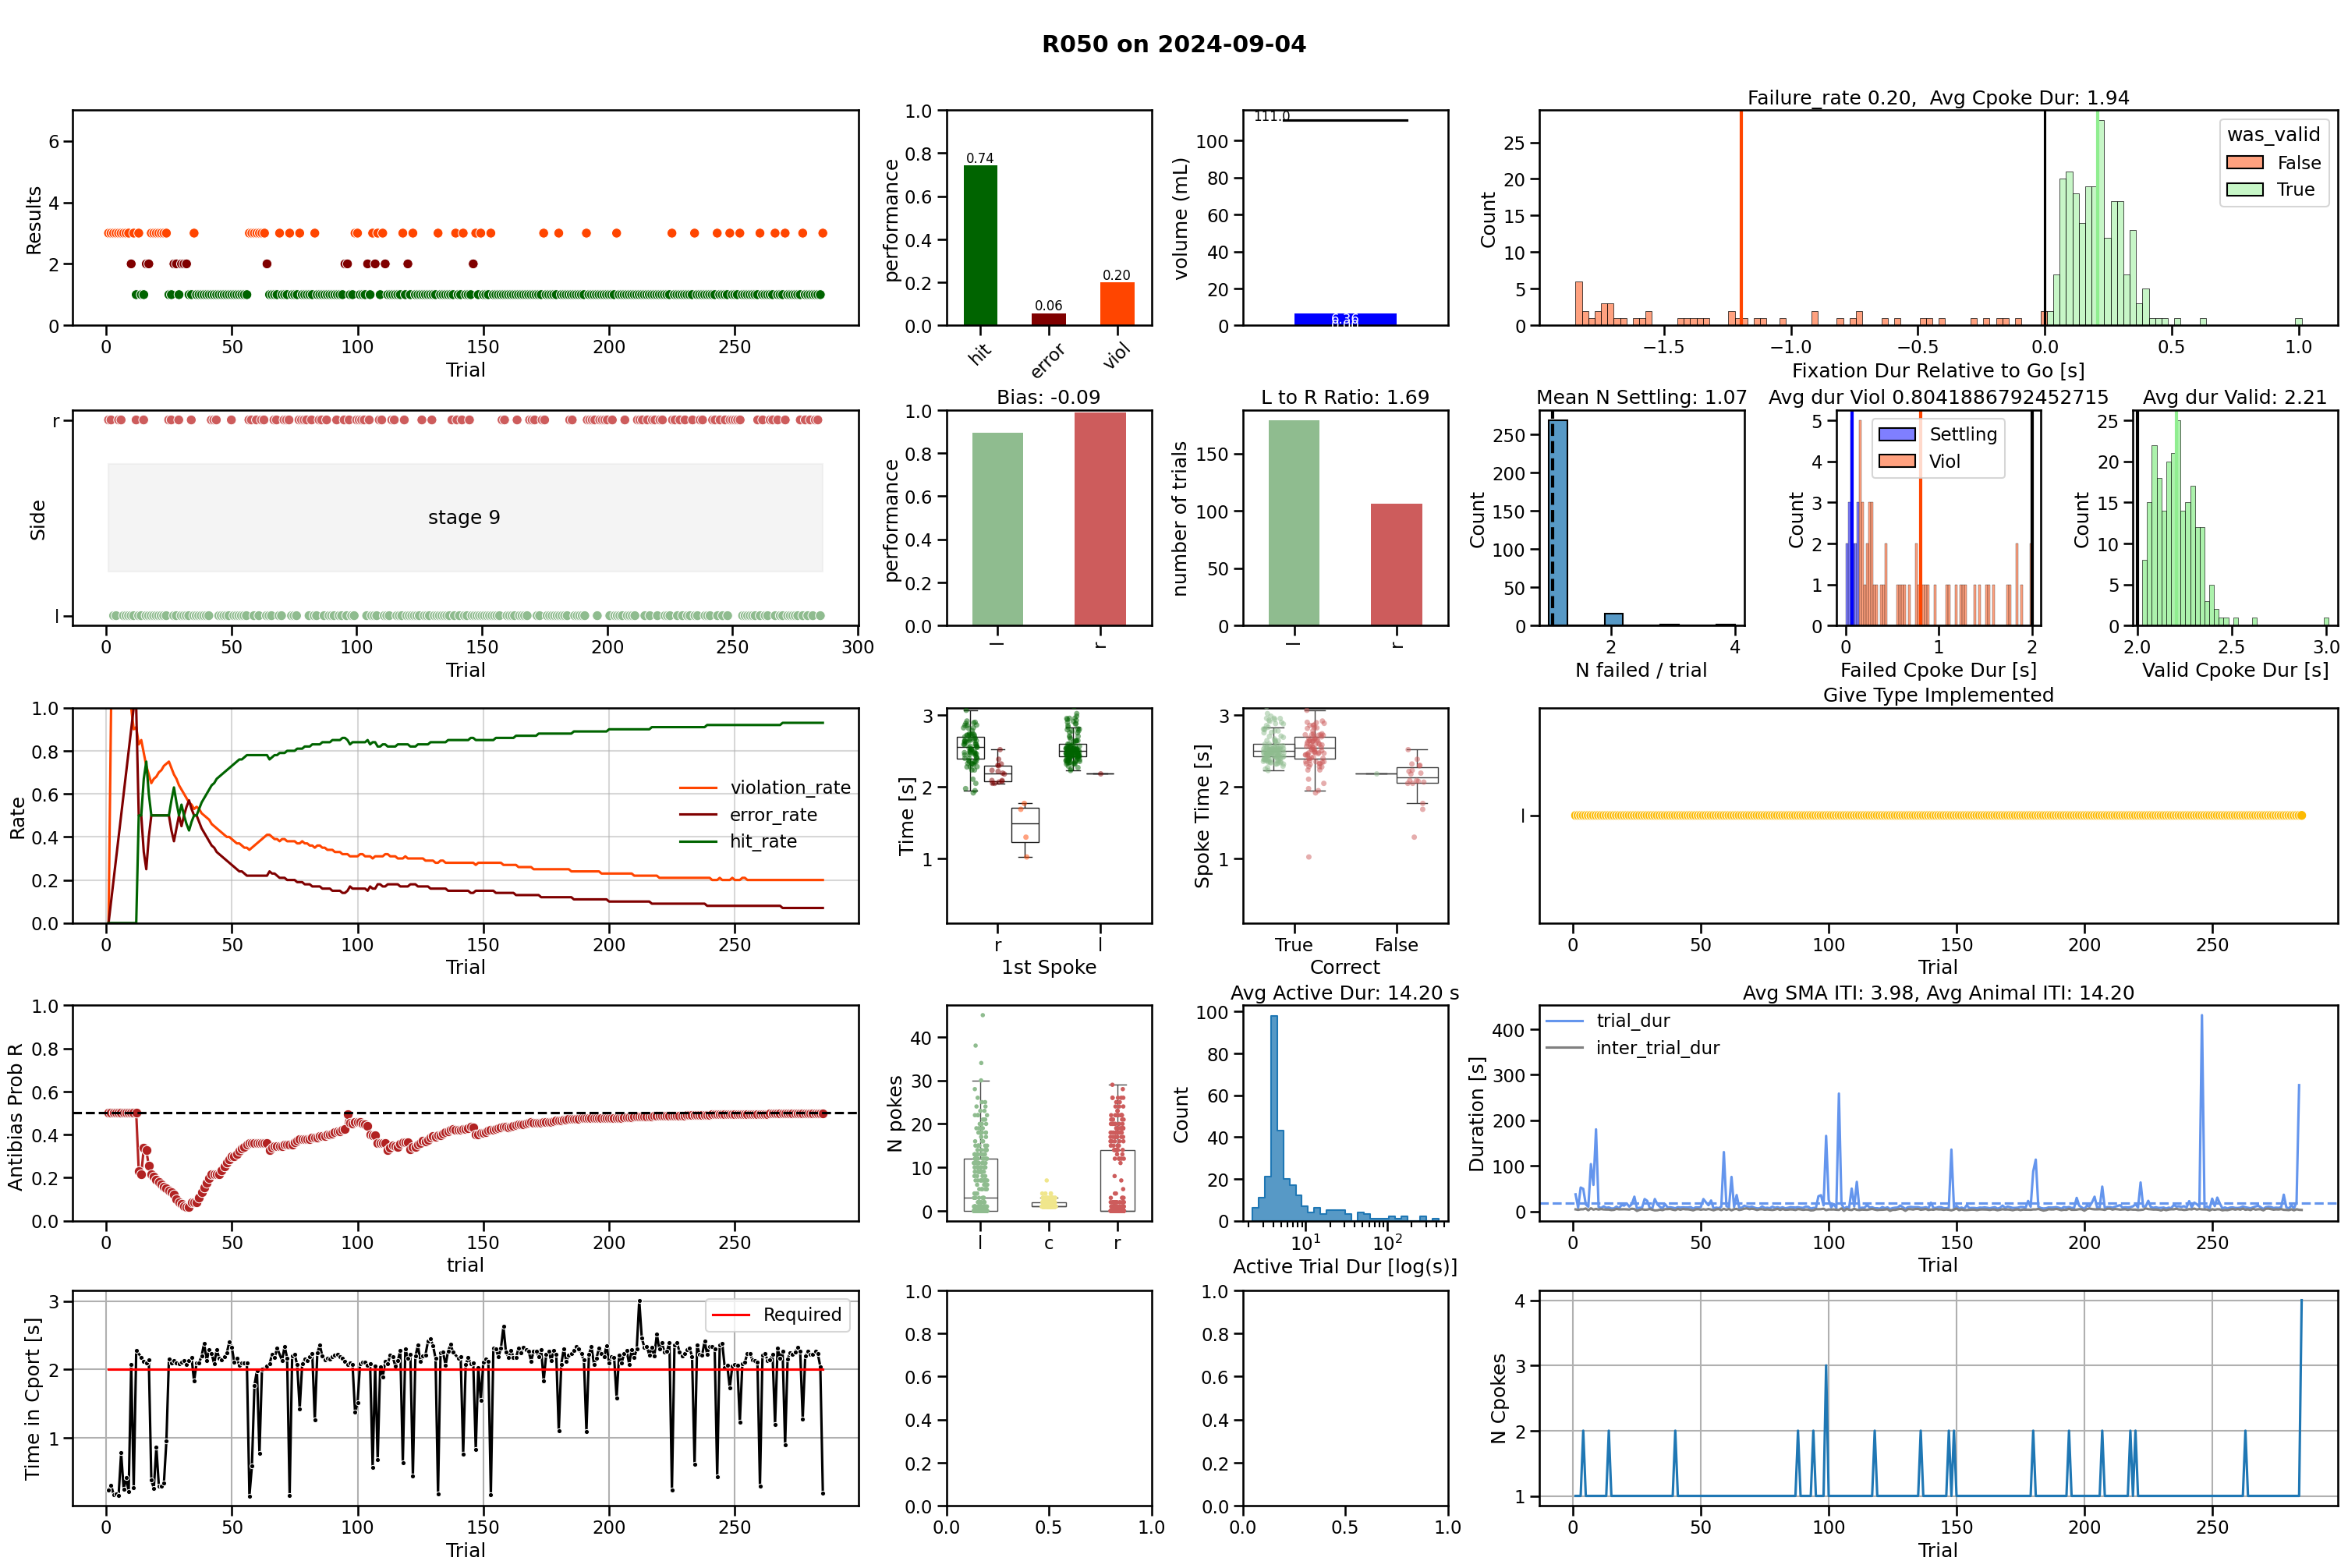 R050 on 2024-09-04
Results
6
4
2
0
0 50 100 150 200 250
Trial
performance
1.0
0.8
0.6
0.4
0.2
0.0
0.74
0.06
0.20
hit error viol
volume (mL)
100
80
60
40
20
0
111.0
Failure_rate 0.20, Avg Cpoke Dur: 1.94
Count
25
20
15
10
5
0
was_valid
False
True
−1.5 −1.0 −0.5 0.0 0.5 1.0
Fixation Dur Relative to Go [s]
Side
r
l
stage 9
0 50 100 150 200 250 300
Trial
Bias: -0.09
performance
1.0
0.8
0.6
0.4
0.2
0.0
l r
L to R Ratio: 1.69
number of trials
150
100
50
0
l r
Mean N Settling: 1.07
Count
250
200
150
100
50
0
2 4
N failed / trial
Avg dur Viol 0.8041886792452715
Count
5
4
3
2
1
0
Settling
Viol
0 1 2
Failed Cpoke Dur [s]
Avg dur Valid: 2.21
Count
25
20
15
10
5
0
2.0 2.5 3.0
Valid Cpoke Dur [s]
Rate
1.0
0.8
0.6
0.4
0.2
0.0
violation_rate
error_rate
hit_rate
0 50 100 150 200 250
Trial
Time [s]
3
2
1
r l
1st Spoke
Spoke Time [s]
3
2
1
True False
Correct
Give Type Implemented
l
0 50 100 150 200 250
Trial
Antibias Prob R
1.0
0.8
0.6
0.4
0.2
0.0
0 50 100 150 200 250
trial
N pokes
40
30
20
10
0
l c r
Avg Active Dur: 14.20 s
Count
100
80
60
40
20
0
10¹ 10²
Active Trial Dur [log(s)]
Avg SMA ITI: 3.98, Avg Animal ITI: 14.20
Duration [s]
400
300
200
100
0
trial_dur
inter_trial_dur
0 50 100 150 200 250
Trial
Time in Cport [s]
3
2
1
Required
0 50 100 150 200 250
Trial
1.0
0.8
0.6
0.4
0.2
0.0
0.0 0.5 1.0
1.0
0.8
0.6
0.4
0.2
0.0
0.0 0.5 1.0
N Cpokes
4
3
2
1
0 50 100 150 200 250
Trial